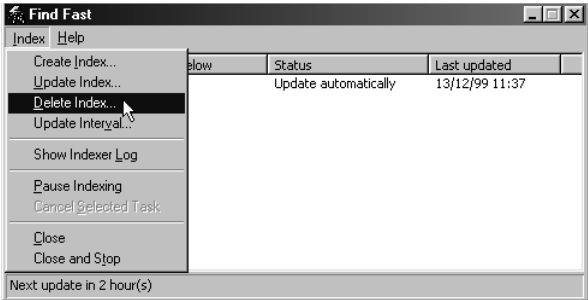 Find Fast
Index Help
elow Status Last updated
Update automatically 13/12/99 11:37
Create Index...
Update Index...
Delete Index...
Update Interval...
Show Indexer Log
Pause Indexing
Cancel Selected Task
Close
Close and Stop
Next update in 2 hour(s)